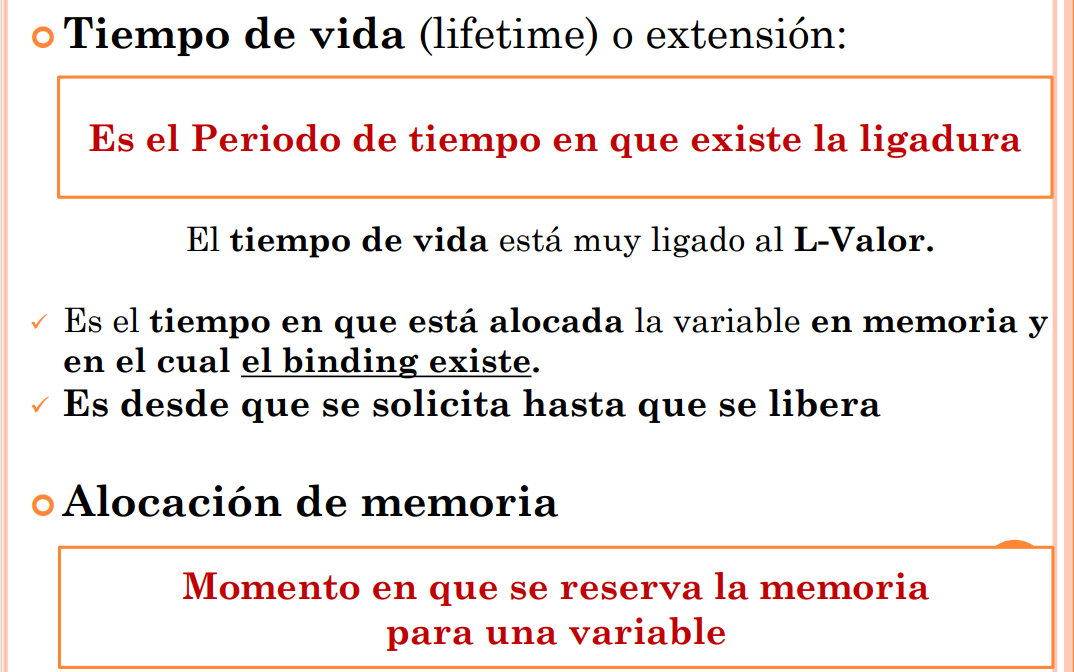 Tiempo de vida (lifetime) o extensión:
Es el Periodo de tiempo en que existe la ligadura
El tiempo de vida está muy ligado al L-Valor.
✓ Es el tiempo en que está alocada la variable en memoria y
en el cual el binding existe.
✓ Es desde que se solicita hasta que se libera
Alocación de memoria
Momento en que se reserva la memoria
para una variable